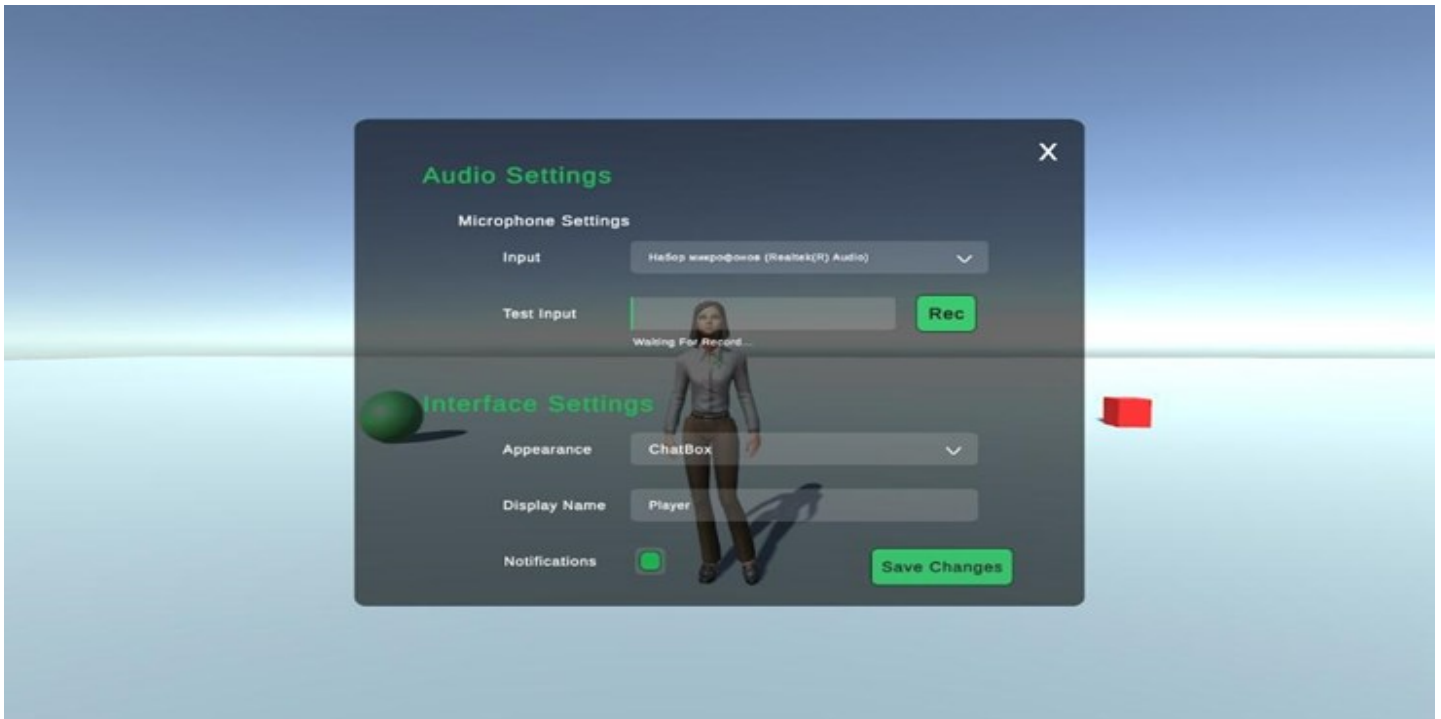 X
Audio Settings
Microphone Settings
Input Набор микрофонов (Realtek(R) Audio)
Test Input Rec
Waiting For Record...
Interface Settings
Appearance ChatBox
Display Name Player
Notifications Save Changes